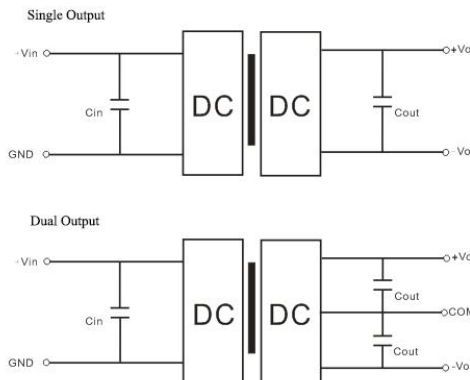 Single Output
+Vin
+Vo
DC
DC
Cin
Cout
GND
-Vo
Dual Output
+Vin
+Vo
Cout
DC
DC
COM
Cin
Cout
GND
-Vo